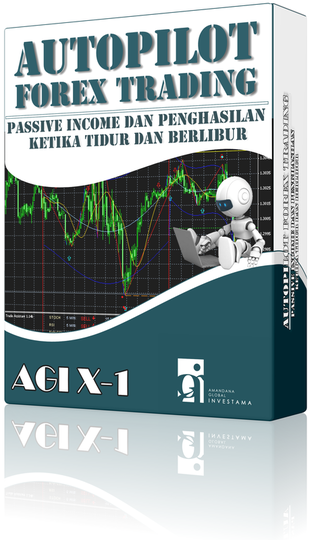 AUTOPILOT
FOREX TRADING
PASSIVE INCOME DAN PENGHASILAN
KETIKA TIDUR DAN BERLIBUR
AGI X-1
AMANDANA
GLOBAL
INVESTAMA
AUTOPILOT FOREX TRADING
PASSIVE INCOME DAN PENGHASILAN
KETIKA TIDUR DAN BERLIBUR